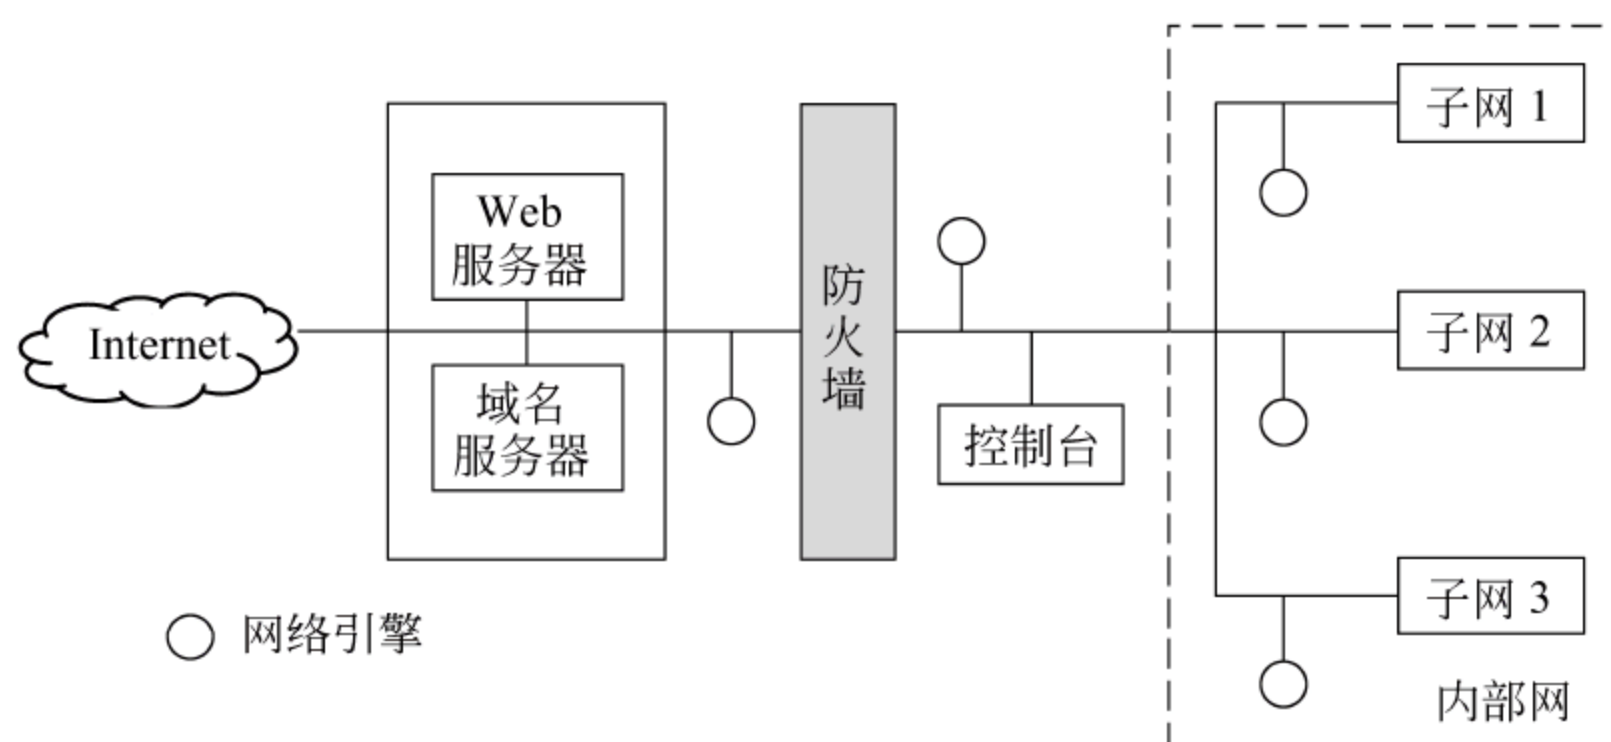 Internet
Web
服务器
域名
服务器
防
火
墙
控制台
子网 1
子网 2
子网 3
内部网
网络引擎